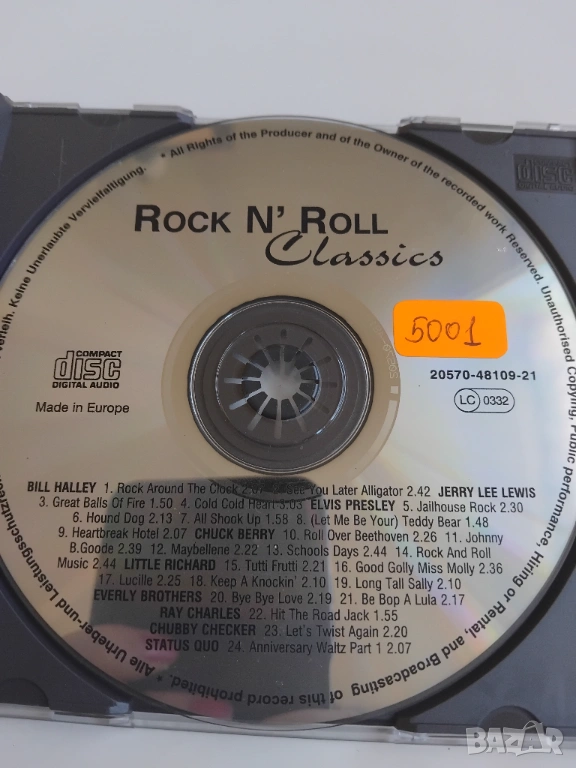 * All Rights of the Producer and of the Owner of the recorded work Reserved. Unauthorised Copying, Public performance, Hiring or Rental, and Broadcasting of this record prohibited. * Alle Urheber-und Leistungsschutzrechte
Verleih. Keine Unerlaubte Vervielfältigung.
ROCK N' ROLL
Classics
disc
5001
COMPACT
disc
DIGITAL AUDIO
20570-48109-21
Made in Europe
LC 0332
BILL HALLEY 1. Rock Around The Clock You Later Alligator 2.42 JERRY LEE LEWIS
3. Great Balls Of Fire 1.50 4. Cold Cold Heart 3.03 ELVIS PRESLEY 5. Jailhouse Rock 2.30
6. Hound Dog 2.13 7. All Shook Up 1.58 8. (Let Me Be Your) Teddy Bear 1.48
9. Heartbreak Hotel 2.07 CHUCK BERRY 10. Roll Over Beethoven 2.26 11. Johnny
B.Goode 2.39 12. Maybellene 2.22 13. Schools Days 2.44 14. Rock And Roll
Music 2.44 LITTLE RICHARD 15. Tutti Frutti 2.21 16. Good Golly Miss Molly 2.36
17. Lucille 2.25 18. Keep A Knockin' 2.10 19. Long Tall Sally 2.10
EVERLY BROTHERS 20. Bye Bye Love 2.19 21. Be Bop A Lula 2.17
RAY CHARLES 22. Hit The Road Jack 1.55
CHUBBY CHECKER 23. Let's Twist Again 2.20
STATUS QUO 24. Anniversary Waltz Part 1 2.07
BAZAR